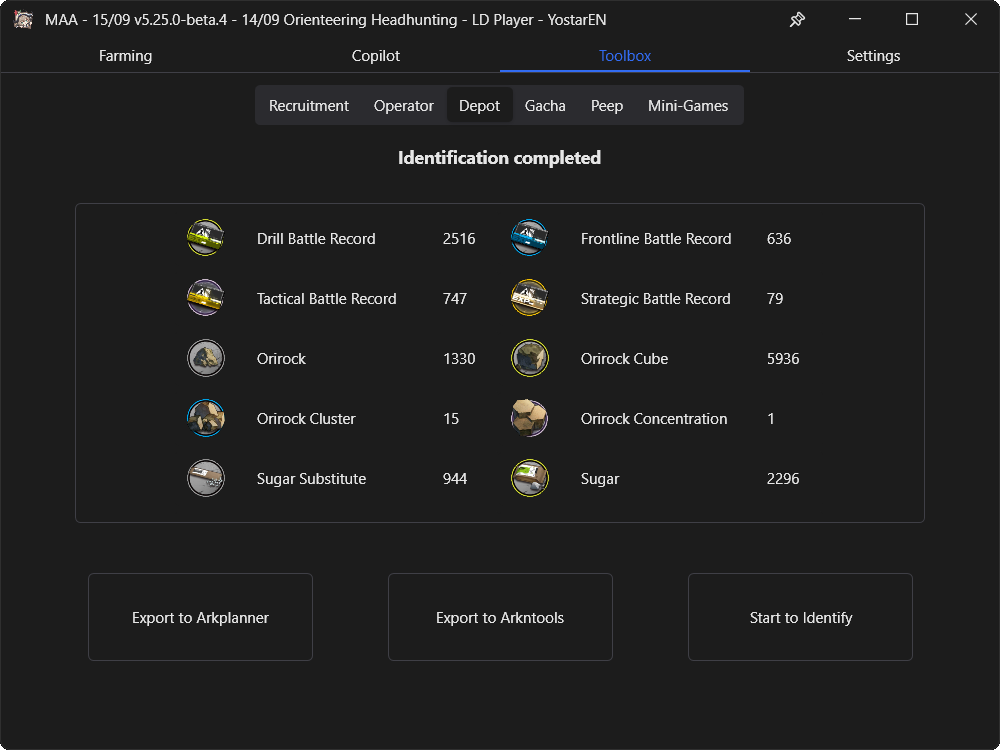 MAA - 15/09 v5.25.0-beta.4 - 14/09 Orienteering Headhunting - LD Player - YostarEN
Farming Copilot Toolbox Settings
Recruitment Operator Depot Gacha Peep Mini-Games
Identification completed
Drill Battle Record 2516 Frontline Battle Record 636
Tactical Battle Record 747 Strategic Battle Record 79
Orirock 1330 Orirock Cube 5936
Orirock Cluster 15 Orirock Concentration 1
Sugar Substitute 944 Sugar 2296
Export to Arkplanner Export to Arkntools Start to Identify